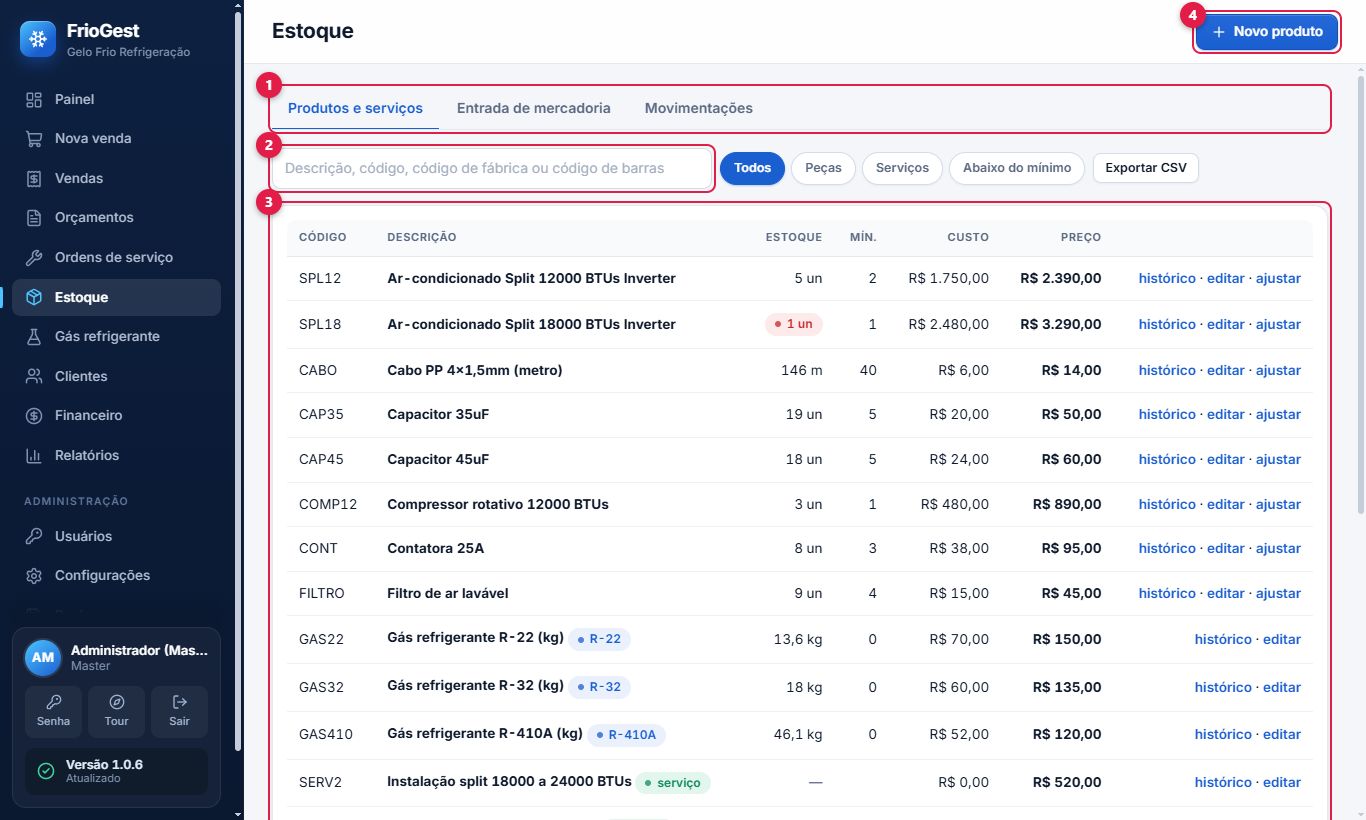 FrioGest
Gelo Frio Refrigeração
Painel
Nova venda
Vendas
Orçamentos
Ordens de serviço
Estoque
Gás refrigerante
Clientes
Financeiro
Relatórios
ADMINISTRAÇÃO
Usuários
Configurações
AM Administrador (Mas...
Master
Senha Tour Sair
Versão 1.0.6
Atualizado
Estoque
4
+ Novo produto
1
Produtos e serviços Entrada de mercadoria Movimentações
2
Descrição, código, código de fábrica ou código de barras Todos Peças Serviços Abaixo do mínimo Exportar CSV
3
CÓDIGO DESCRIÇÃO ESTOQUE MÍN. CUSTO PREÇO
SPL12 Ar-condicionado Split 12000 BTUs Inverter 5 un 2 R$ 1.750,00 R$ 2.390,00 histórico · editar · ajustar
SPL18 Ar-condicionado Split 18000 BTUs Inverter 1 un 1 R$ 2.480,00 R$ 3.290,00 histórico · editar · ajustar
CABO Cabo PP 4×1,5mm (metro) 146 m 40 R$ 6,00 R$ 14,00 histórico · editar · ajustar
CAP35 Capacitor 35uF 19 un 5 R$ 20,00 R$ 50,00 histórico · editar · ajustar
CAP45 Capacitor 45uF 18 un 5 R$ 24,00 R$ 60,00 histórico · editar · ajustar
COMP12 Compressor rotativo 12000 BTUs 3 un 1 R$ 480,00 R$ 890,00 histórico · editar · ajustar
CONT Contatora 25A 8 un 3 R$ 38,00 R$ 95,00 histórico · editar · ajustar
FILTRO Filtro de ar lavável 9 un 4 R$ 15,00 R$ 45,00 histórico · editar · ajustar
GAS22 Gás refrigerante R-22 (kg) R-22 13,6 kg 0 R$ 70,00 R$ 150,00 histórico · editar
GAS32 Gás refrigerante R-32 (kg) R-32 18 kg 0 R$ 60,00 R$ 135,00 histórico · editar
GAS410 Gás refrigerante R-410A (kg) R-410A 46,1 kg 0 R$ 52,00 R$ 120,00 histórico · editar
SERV2 Instalação split 18000 a 24000 BTUs serviço — R$ 0,00 R$ 520,00 histórico · editar